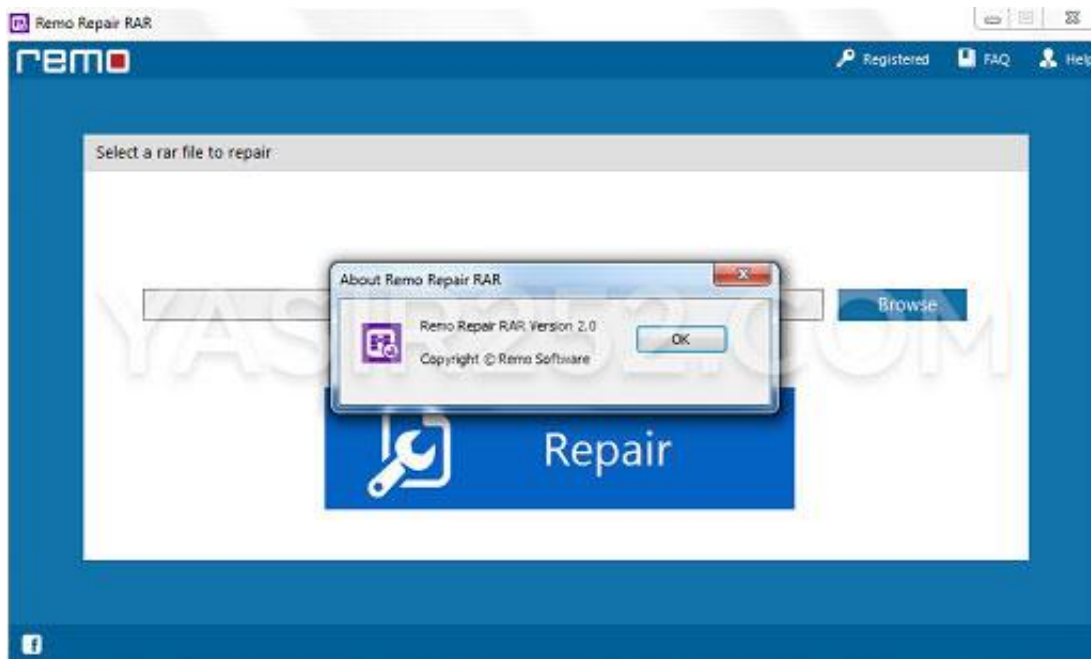 Remo Repair RAR
remo
Registered FAQ Help
Select a rar file to repair
About Remo Repair RAR
Remo Repair RAR Version 2.0
OK
Copyright © Remo Software
Browse
YASIR252.COM
Repair